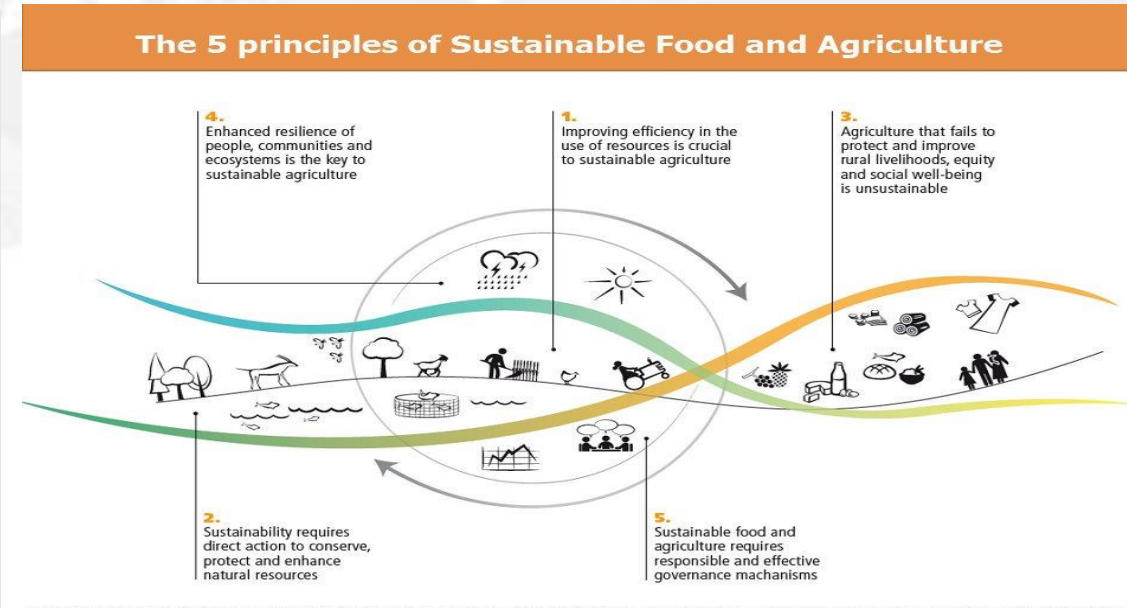 The 5 principles of Sustainable Food and Agriculture
4.
Enhanced resilience of
people, communities and
ecosystems is the key to
sustainable agriculture
1.
Improving efficiency in the
use of resources is crucial
to sustainable agriculture
3.
Agriculture that fails to
protect and improve
rural livelihoods, equity
and social well-being
is unsustainable
2.
Sustainability requires
direct action to conserve,
protect and enhance
natural resources
5.
Sustainable food and
agriculture requires
responsible and effective
governance machanisms